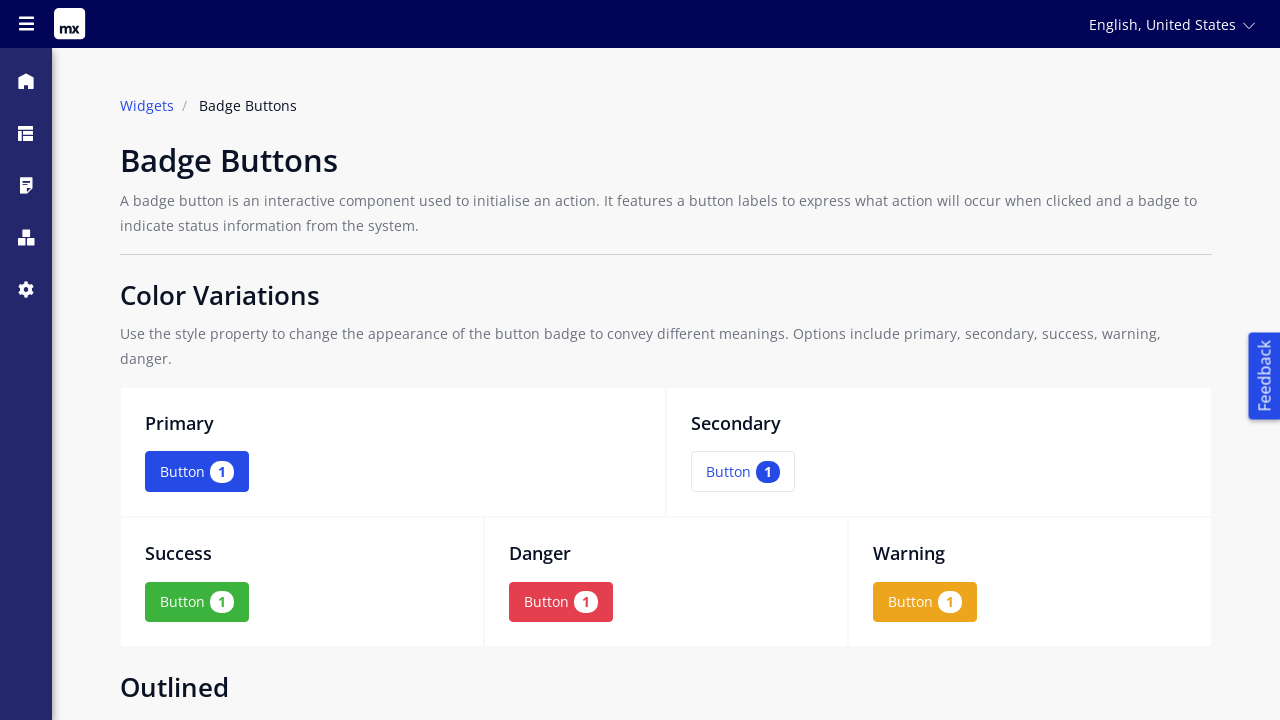 mx
English, United States
Widgets / Badge Buttons
Badge Buttons
A badge button is an interactive component used to initialise an action. It features a button labels to express what action will occur when clicked and a badge to
indicate status information from the system.
Color Variations
Use the style property to change the appearance of the button badge to convey different meanings. Options include primary, secondary, success, warning,
danger.
Feedback
Primary
Secondary
Button 1
Button 1
Success
Danger
Warning
Button 1
Button 1
Button 1
Outlined